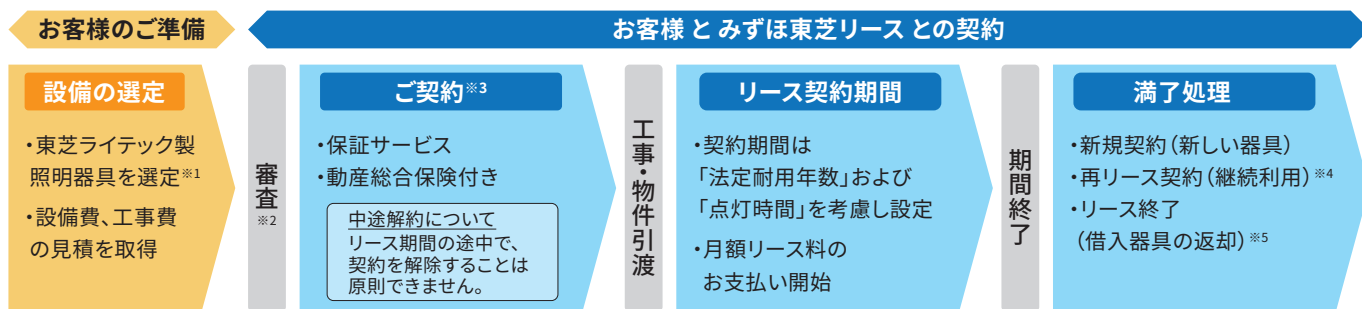 お客様のご準備
お客様 と みずほ東芝リース との契約
設備の選定
・東芝ライテック製
照明器具を選定※1
・設備費、工事費
の見積を取得
審査
※2
ご契約※3
・保証サービス
・動産総合保険付き
中途解約について
リース期間の途中で、
契約を解除することは
原則できません。
工事・物件引渡
リース契約期間
・契約期間は
「法定耐用年数」および
「点灯時間」を考慮し設定
・月額リース料の
お支払い開始
期間終了
満了処理
・新規契約（新しい器具）
・再リース契約（継続利用）※4
・リース終了
（借入器具の返却）※5